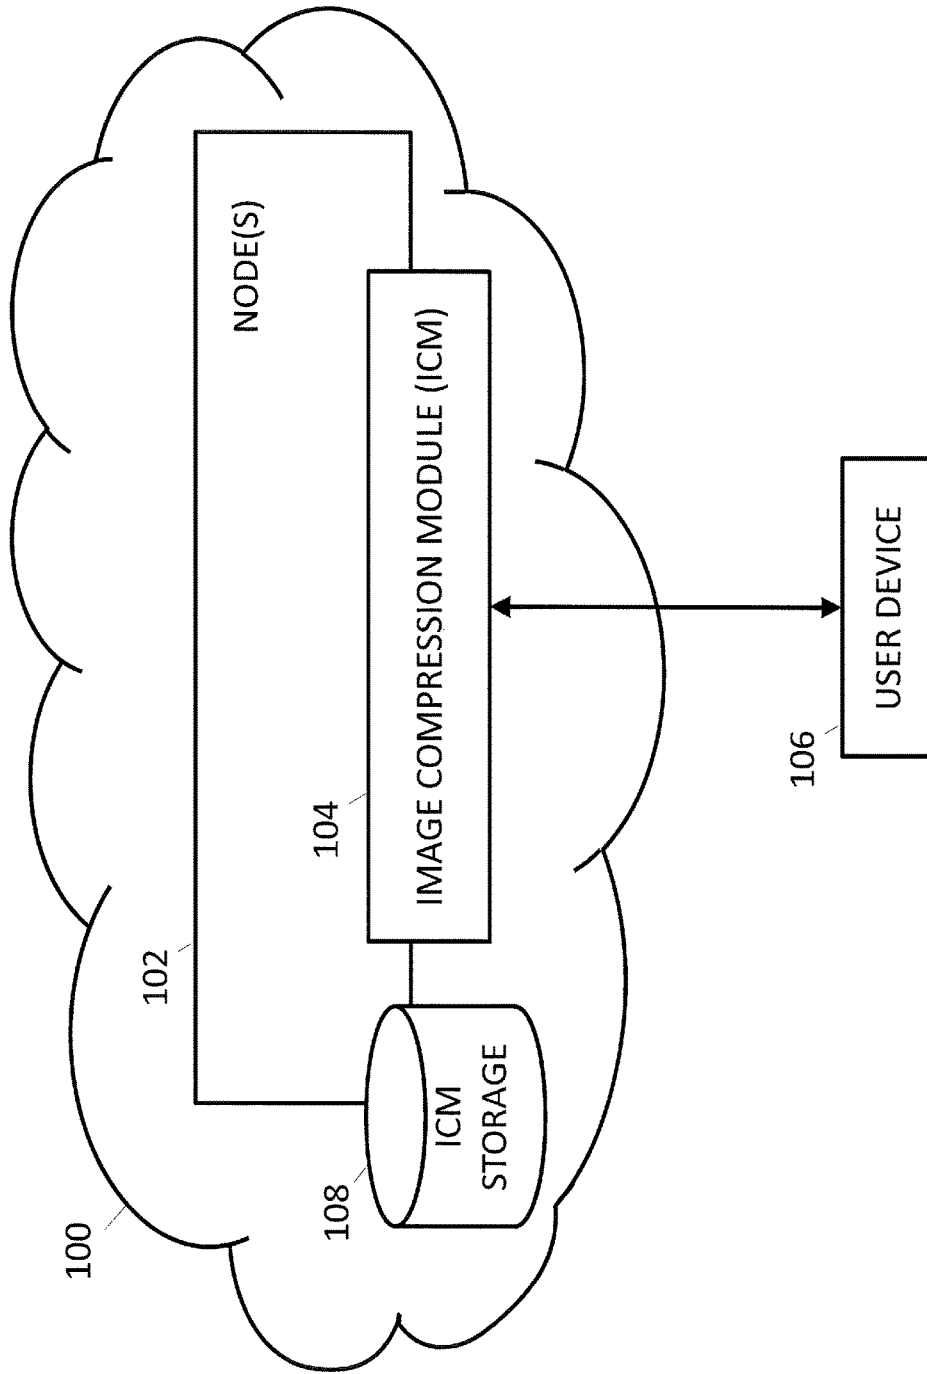 100
102
NODE(S)
108
ICM
STORAGE
104
IMAGE COMPRESSION MODULE (ICM)
106
USER DEVICE